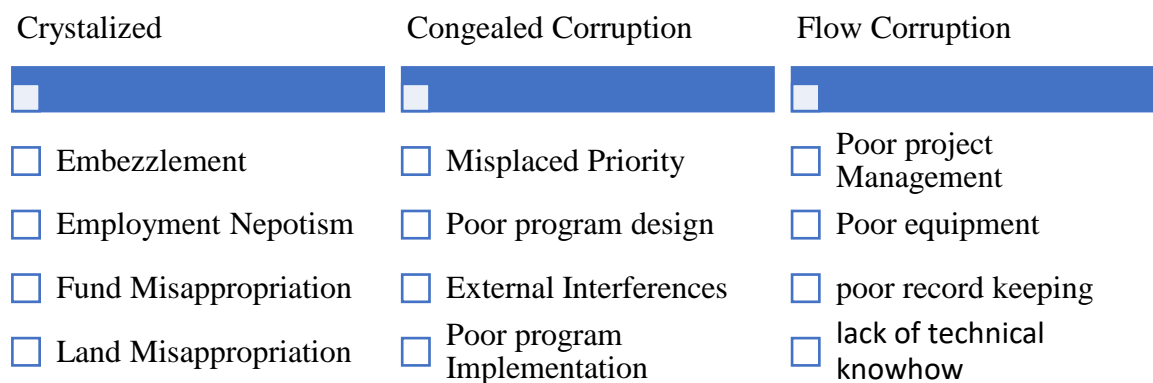 Crystalized
Embezzlement
Employment Nepotism
Fund Misappropriation
Land Misappropriation
Congealed Corruption
Misplaced Priority
Poor program design
External Interferences
Poor program
Implementation
Flow Corruption
Poor project
Management
Poor equipment
poor record keeping
lack of technical
knowhow